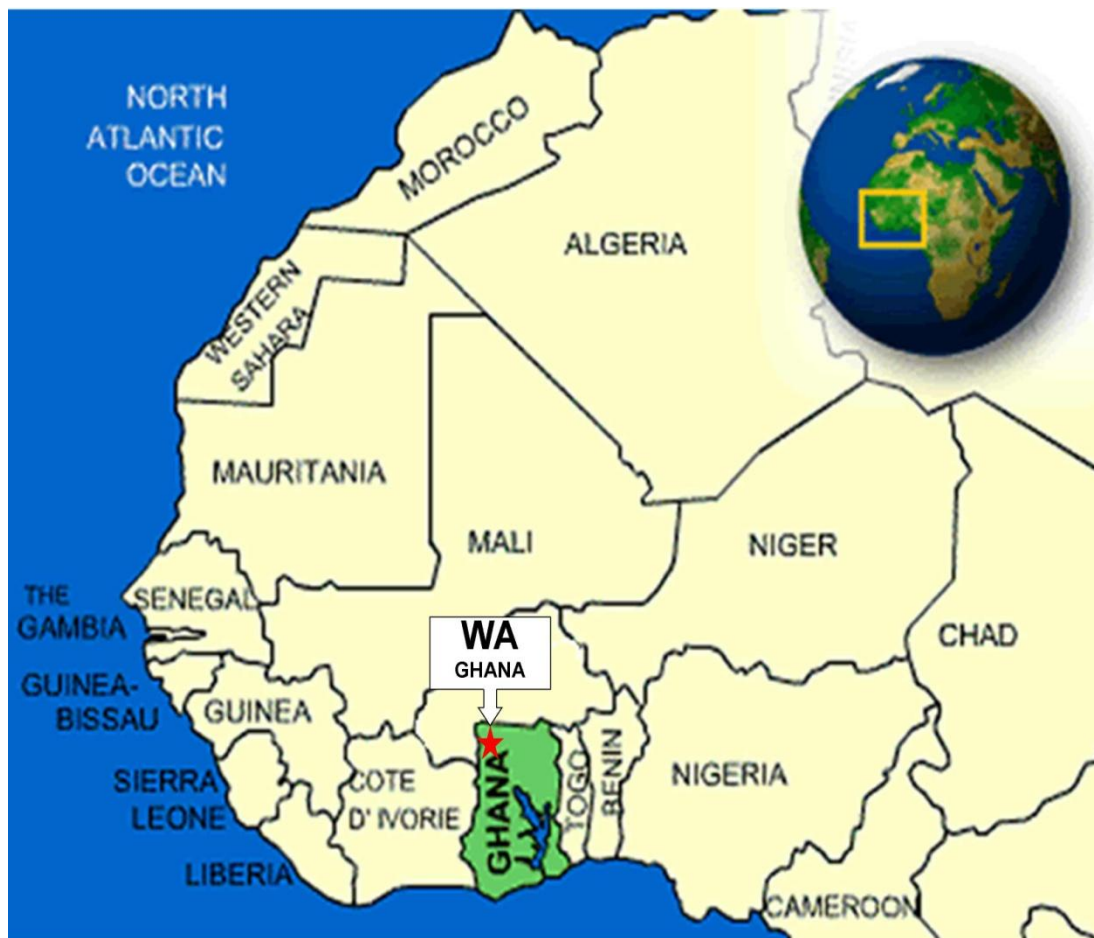 NORTH
ATLANTIC
OCEAN
MOROCCO
ALGERIA
WESTERN
SAHARA
MAURITANIA
MALI
NIGER
CHAD
THE
GAMBIA
SENEGAL
GUINEA-
BISSAU
GUINEA
WA
GHANA
SIERRA
LEONE
LIBERIA
COTE
D' IVORIE
GHANA
TOGO
BENIN
NIGERIA
CAMEROON